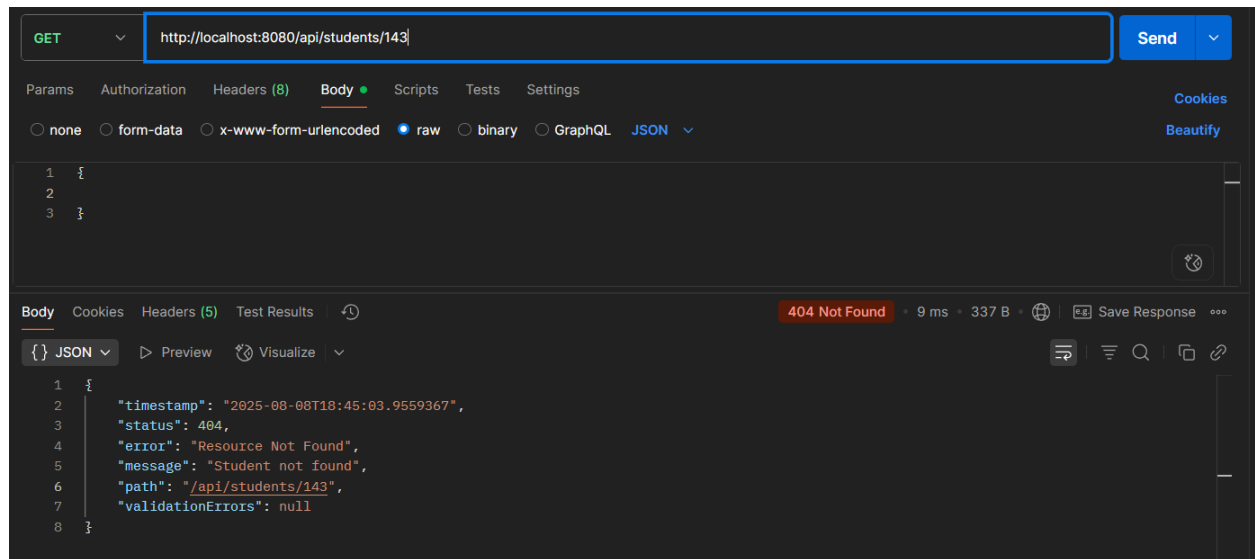 GET http://localhost:8080/api/students/143 Send
Params Authorization Headers (8) Body Scripts Tests Settings Cookies
none form-data x-www-form-urlencoded raw binary GraphQL JSON Beautify
1 {
2
3 }
Body Cookies Headers (5) Test Results 404 Not Found 9 ms 337 B e.g. Save Response
{} JSON Preview Visualize
1 {
2 "timestamp": "2025-08-08T18:45:03.9559367",
3 "status": 404,
4 "error": "Resource Not Found",
5 "message": "Student not found",
6 "path": "/api/students/143",
7 "validationErrors": null
8 }